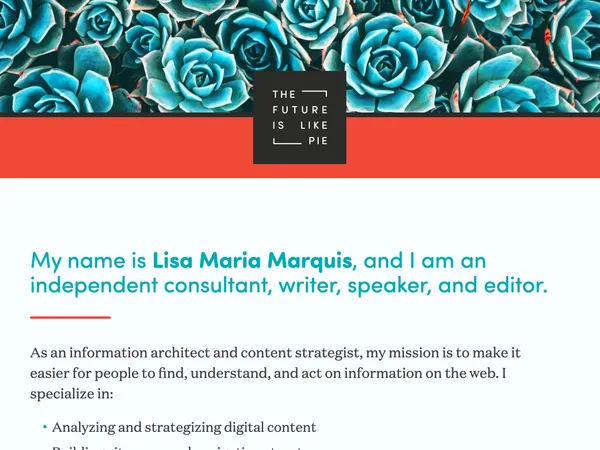 THE
FUTURE
IS LIKE
PIE
My name is Lisa Maria Marquis, and I am an
independent consultant, writer, speaker, and editor.
As an information architect and content strategist, my mission is to make it
easier for people to find, understand, and act on information on the web. I
specialize in:
• Analyzing and strategizing digital content